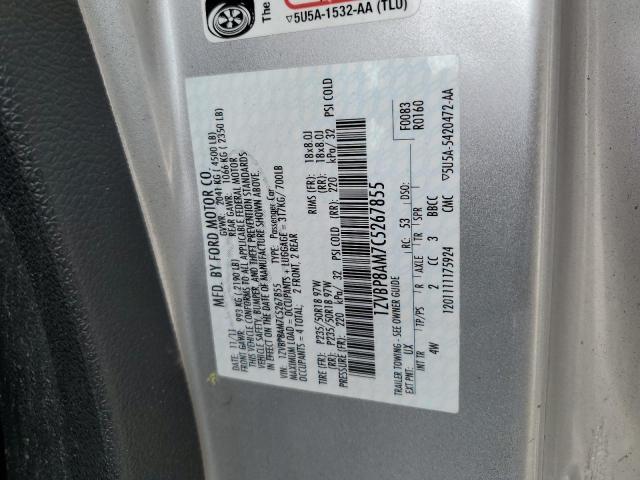 The
▽5U5A-1532-AA (TLU)
MFD. BY FORD MOTOR CO.
DATE: 11/11 GVWR: 2041 KG ( 4500 LB)
FRONT GAWR: 993 KG ( 2190 LB) REAR GAWR: 1066 KG ( 2350 LB)
THIS VEHICLE CONFORMS TO ALL APPLICABLE FEDERAL MOTOR
VEHICLE SAFETY, BUMPER, AND THEFT PREVENTION STANDARDS
IN EFFECT ON THE DATE OF MANUFACTURE SHOWN ABOVE.
VIN: 1ZVBP8AM7C5267855 TYPE: Passenger Car
MAXIMUM LOAD = OCCUPANTS + LUGGAGE = 317KG/ 700LB
OCCUPANTS = 4 TOTAL: 2 FRONT, 2 REAR
TIRE (FR): P235/50R18 97W RIMS (FR): 18x8.0J
(RR): P235/50R18 97W (RR): 18x8.0J
PRESSURE (FR): 220 kPa/ 32 PSI COLD (RR): 220 kPa/ 32 PSI COLD
1ZVBP8AM7C5267855
F0083
R0160
TRAILER TOWING - SEE OWNER GUIDE
EXT PNT: UX RC: 53 DSO:
INT TR TP/PS R AXLE TR SPR
4W 2 CC 3 BBCC
12011111175924 CMC ▽5U5A-5420472-AA